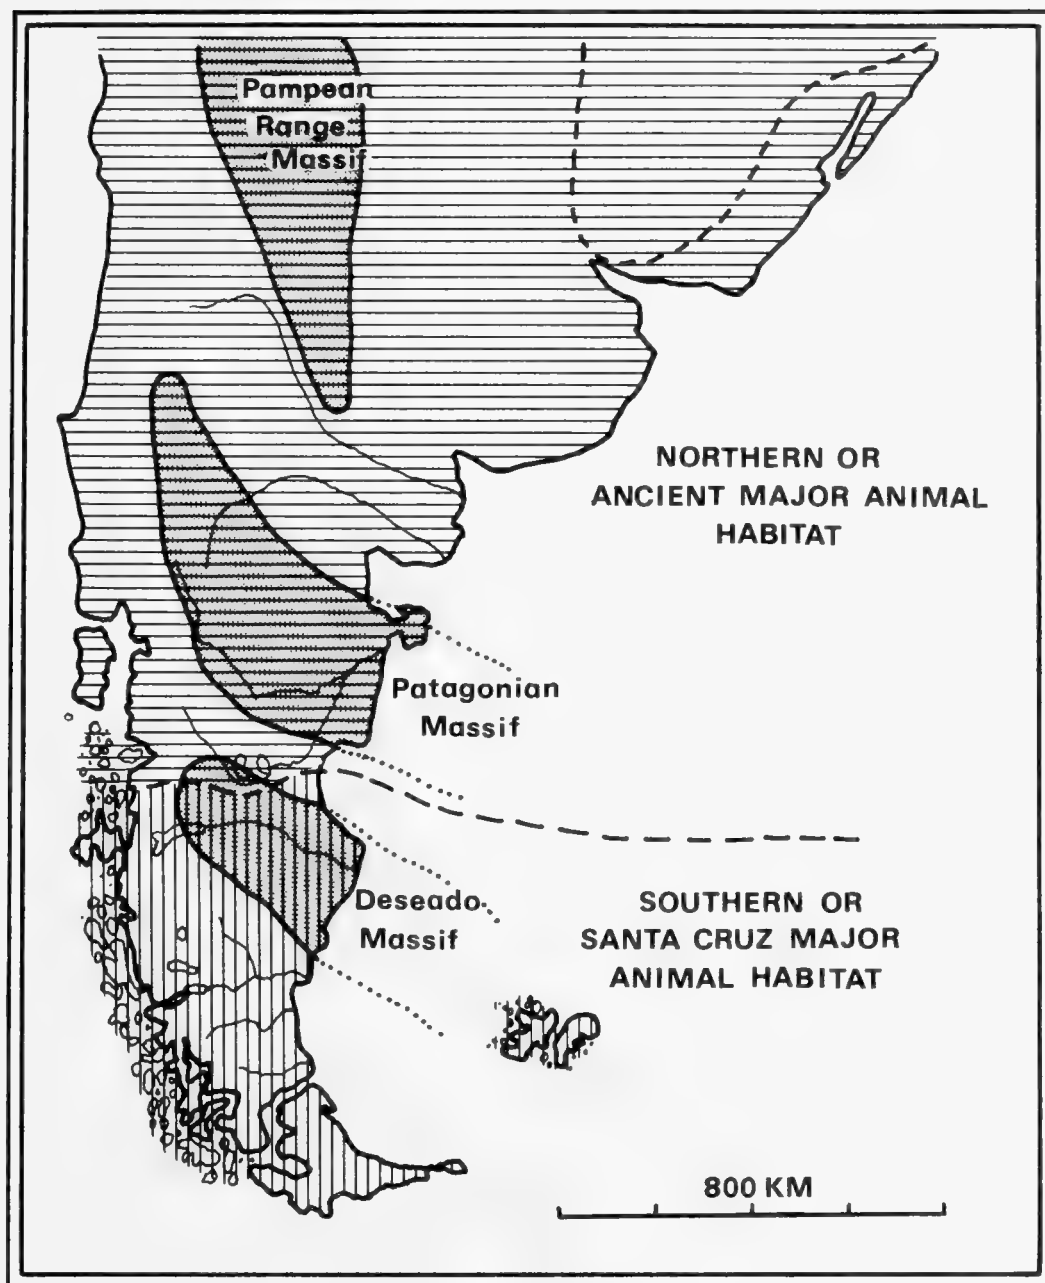 Pampean
Range
Massif
NORTHERN OR
ANCIENT MAJOR ANIMAL
HABITAT
Patagonian
Massif
Deseado
Massif
SOUTHERN OR
SANTA CRUZ MAJOR
ANIMAL HABITAT
800 KM